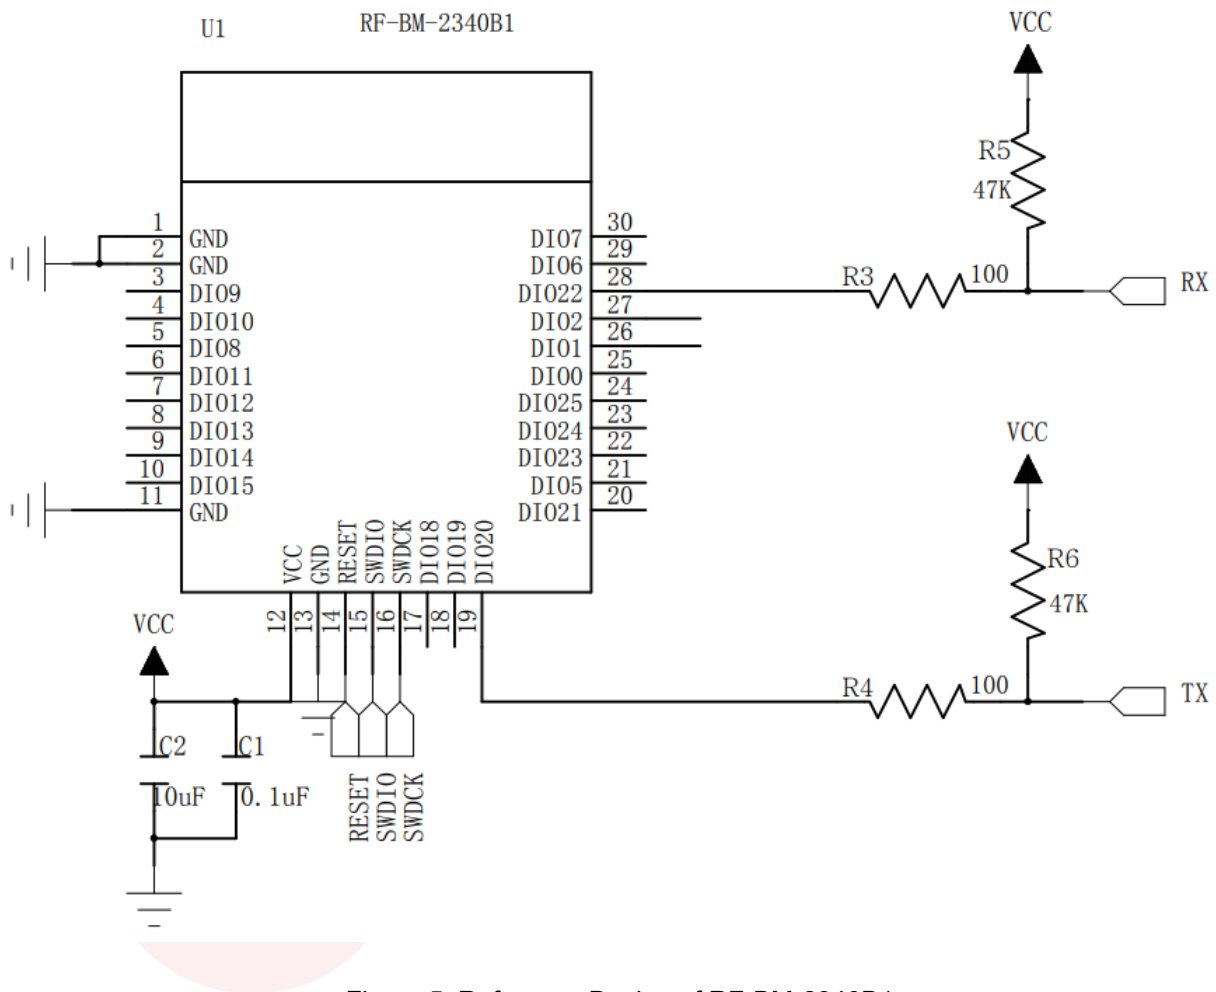 U1
RF-BM-2340B1
VCC
R5
47K
1
GND
2
GND
3
DIO9
4
DIO10
5
DIO8
6
DIO11
7
DIO12
8
DIO13
9
DIO14
10
DIO15
11
GND
30
DIO7
29
DIO6
28
DIO22
27
DIO2
26
DIO1
25
DIO0
24
DIO25
23
DIO24
22
DIO23
21
DIO5
20
DIO21
R3
100
RX
VCC
R6
47K
VCC
GND
RESET
SWDIO
SWDCK
DIO18
DIO19
DIO20
12
13
14
15
16
17
18
19
VCC
R4
100
TX
C2
10uF
C1
0.1uF
RESET
SWDIO
SWDCK